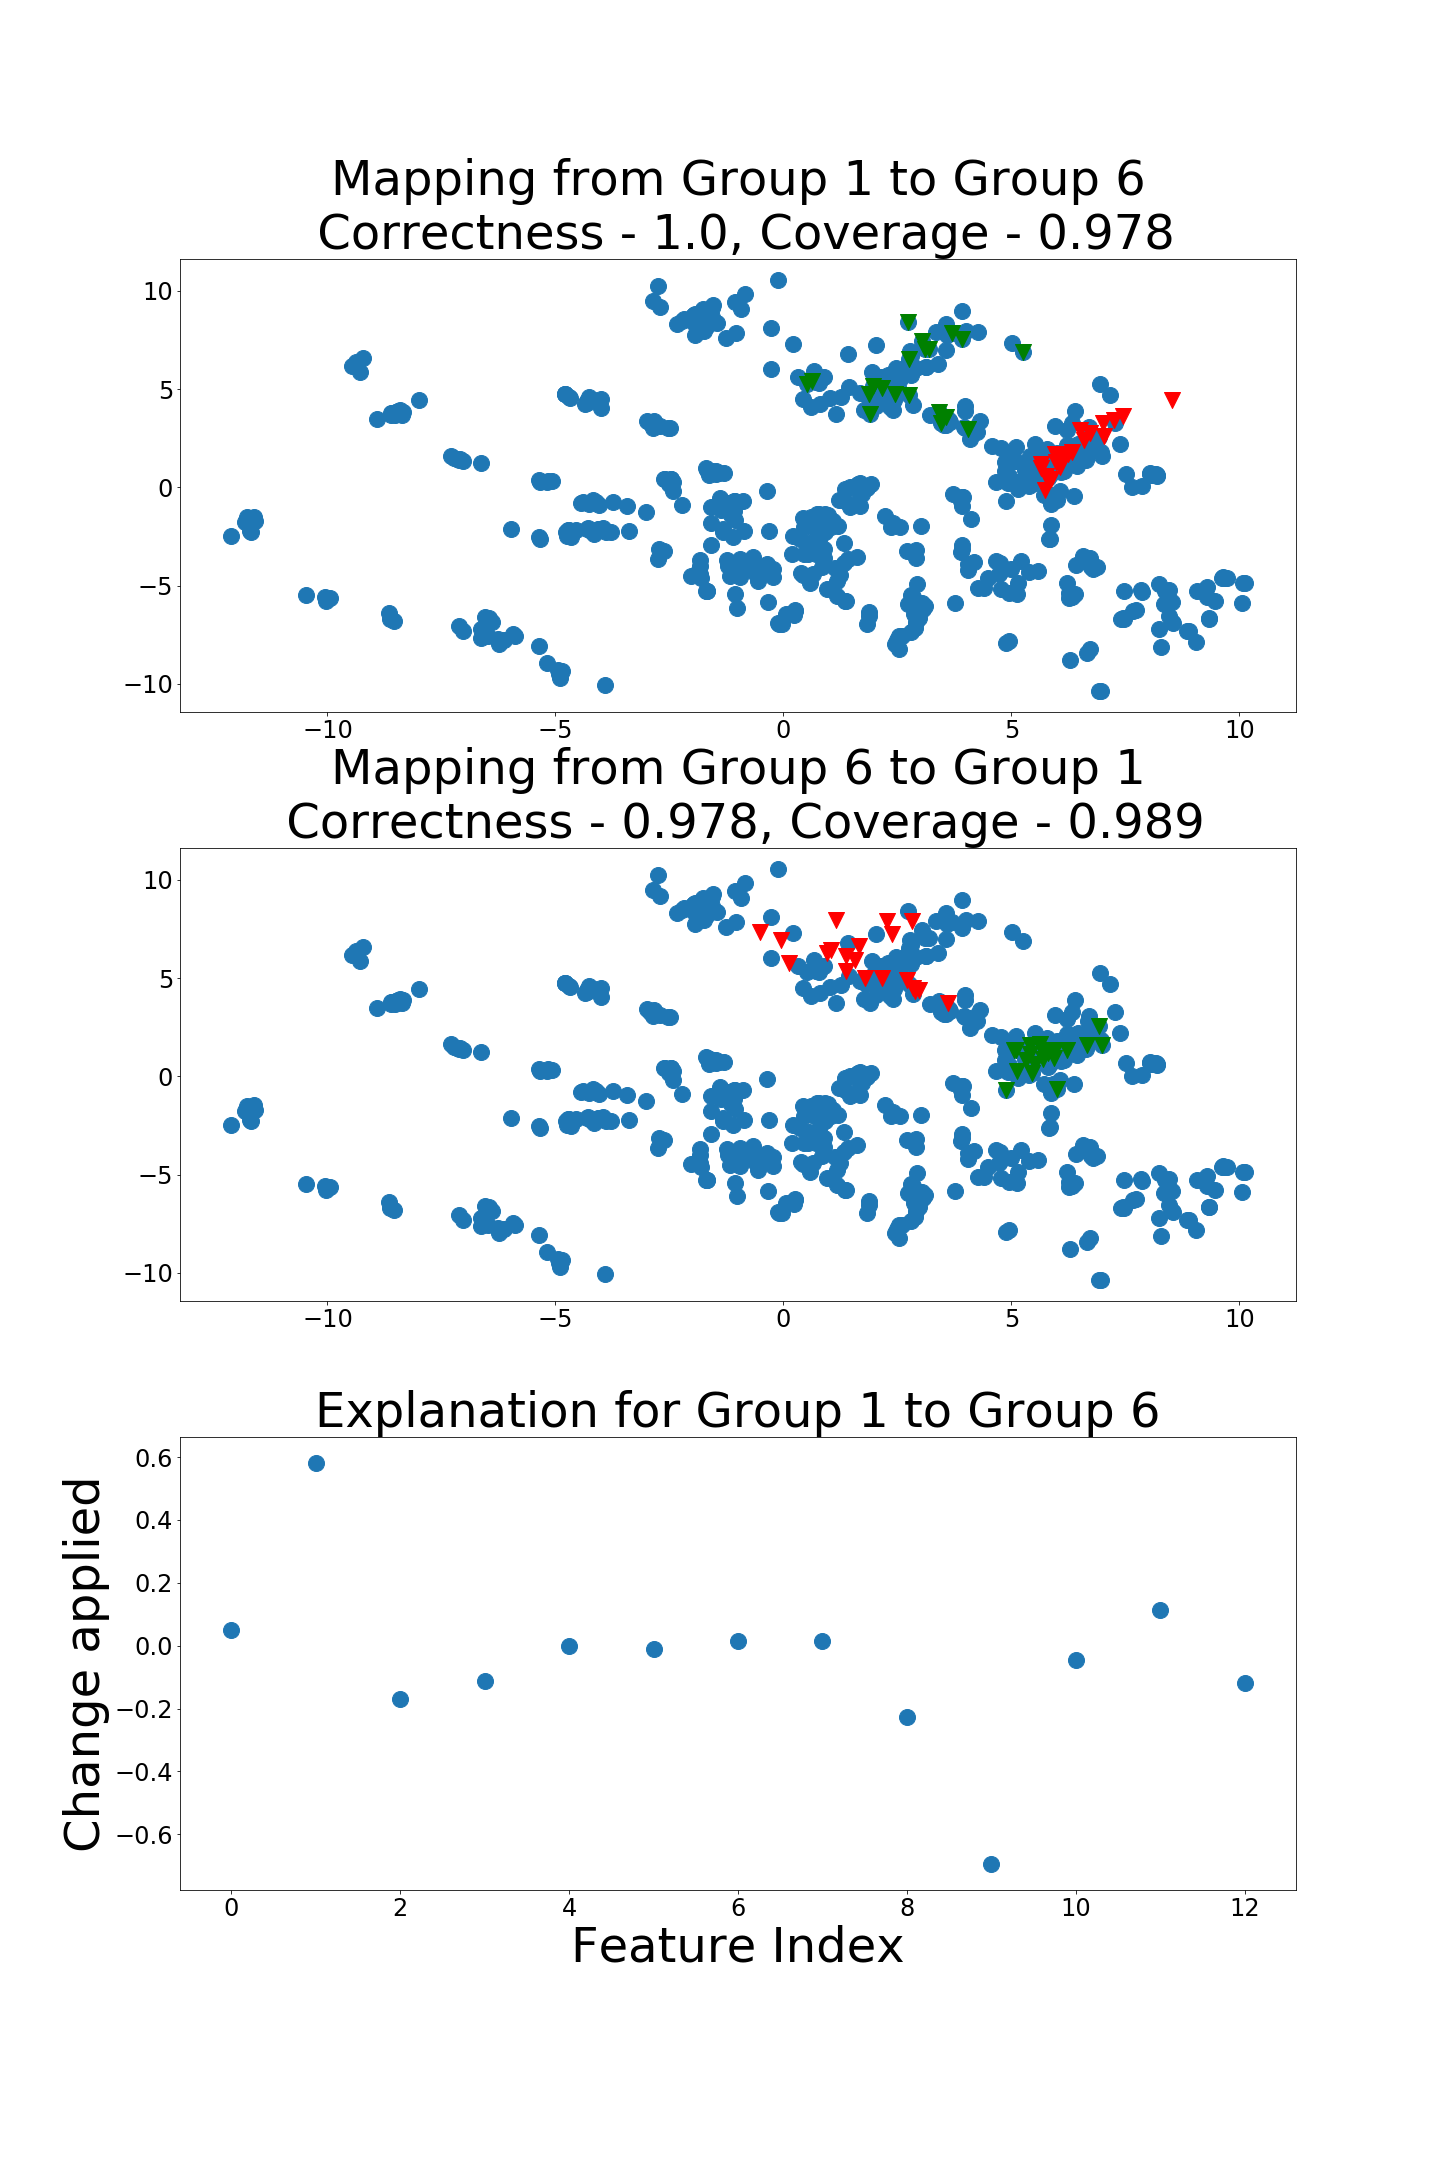 Mapping from Group 1 to Group 6
Correctness - 1.0, Coverage - 0.978
10
5
0
−5
−10
−10 −5 0 5 10
Mapping from Group 6 to Group 1
Correctness - 0.978, Coverage - 0.989
10
5
0
−5
−10
−10 −5 0 5 10
Explanation for Group 1 to Group 6
Change applied
0.6
0.4
0.2
0.0
−0.2
−0.4
−0.6
0 2 4 6 8 10 12
Feature Index